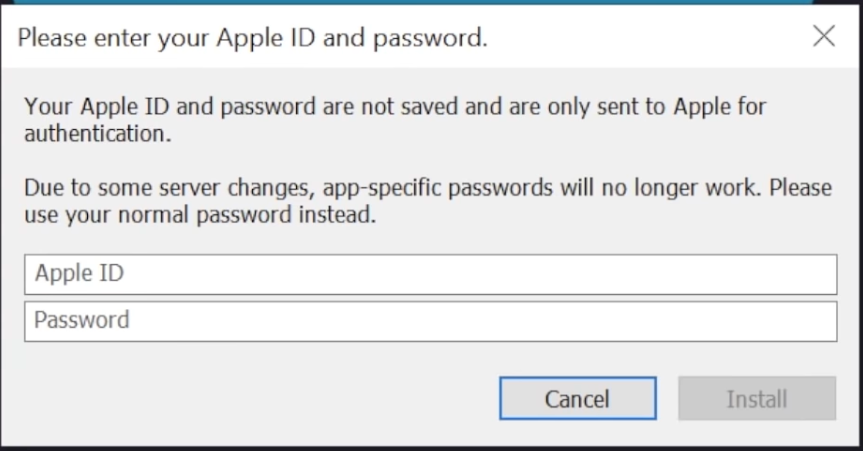 Please enter your Apple ID and password.
Your Apple ID and password are not saved and are only sent to Apple for
authentication.
Due to some server changes, app-specific passwords will no longer work. Please
use your normal password instead.
Apple ID
Password
Cancel Install